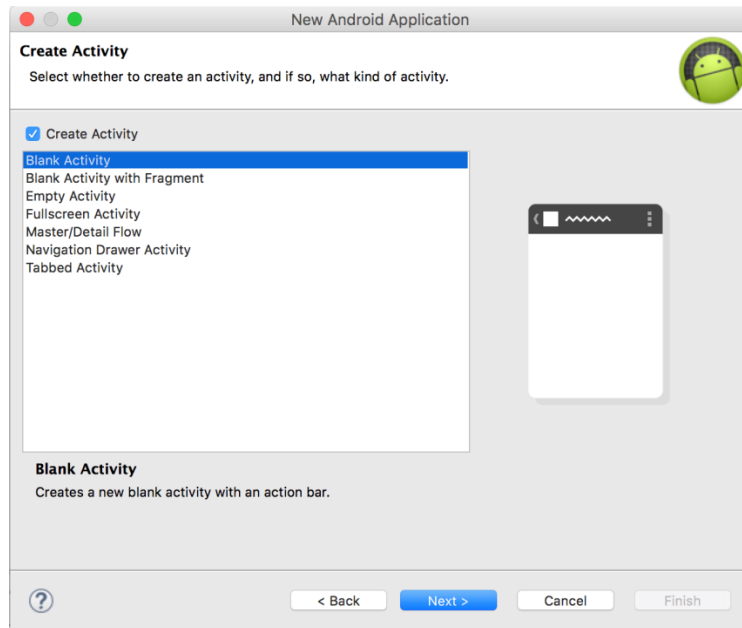 New Android Application
Create Activity
Select whether to create an activity, and if so, what kind of activity.
Create Activity
Blank Activity
Blank Activity with Fragment
Empty Activity
Fullscreen Activity
Master/Detail Flow
Navigation Drawer Activity
Tabbed Activity
Blank Activity
Creates a new blank activity with an action bar.
?
< Back
Next >
Cancel
Finish